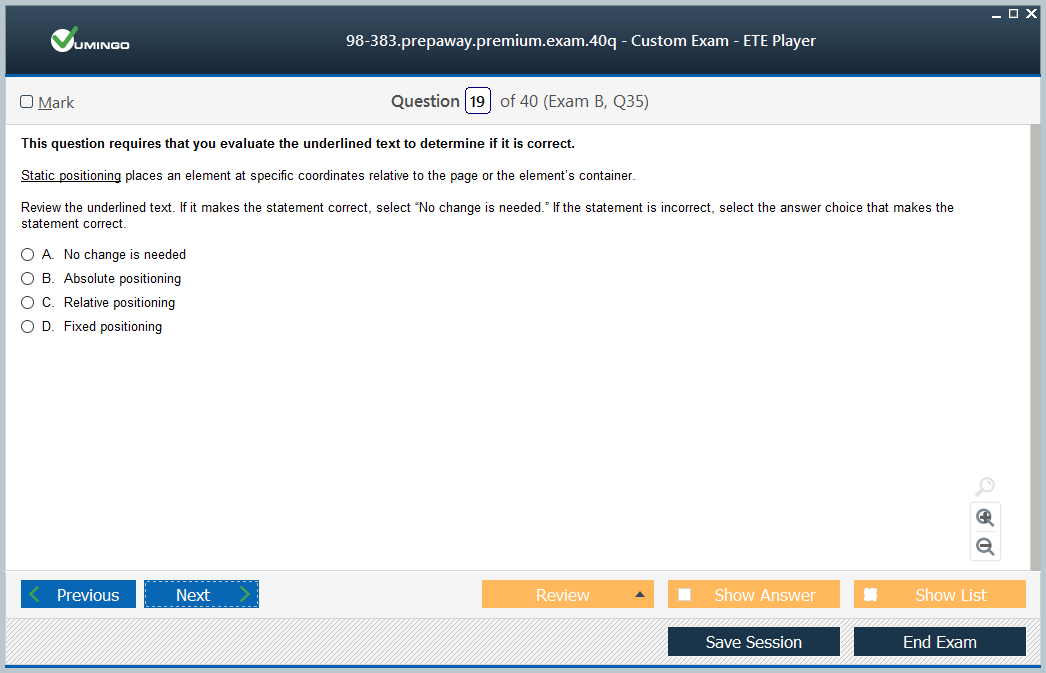 VUMINGO
98-383.prepaway.premium.exam.40q - Custom Exam - ETE Player
Mark
Question 19 of 40 (Exam B, Q35)
This question requires that you evaluate the underlined text to determine if it is correct.
Static positioning places an element at specific coordinates relative to the page or the element's container.
Review the underlined text. If it makes the statement correct, select “No change is needed.” If the statement is incorrect, select the answer choice that makes the
statement correct.
A. No change is needed
B. Absolute positioning
C. Relative positioning
D. Fixed positioning
Previous
Next
Review
Show Answer
Show List
Save Session
End Exam